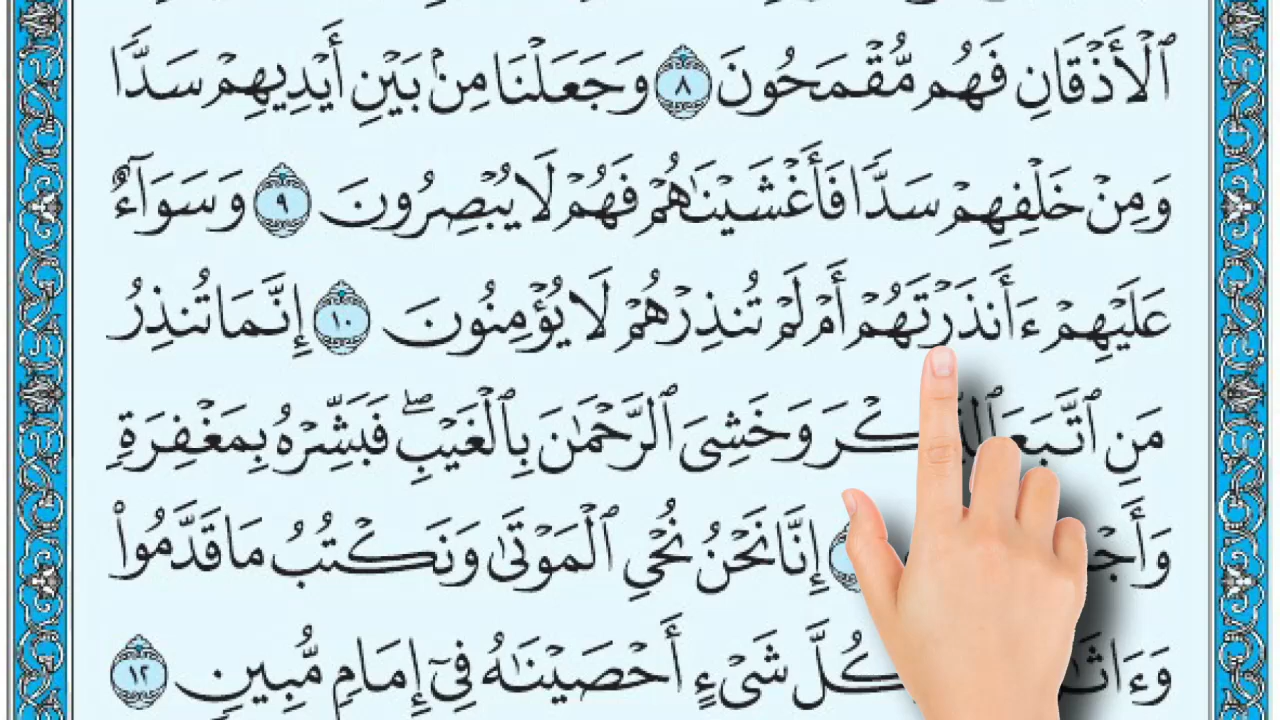 ٱلْأَذْقَانِ فَهُم مُّقْمَحُونَ ٨ وَجَعَلْنَا مِنۢ بَيْنِ أَيْدِيهِمْ سَدًّا
وَمِنْ خَلْفِهِمْ سَدًّا فَأَغْشَيْنَٰهُمْ فَهُمْ لَا يُبْصِرُونَ ٩ وَسَوَآءٌ
عَلَيْهِمْ ءَأَنذَرْتَهُمْ أَمْ لَمْ تُنذِرْهُمْ لَا يُؤْمِنُونَ ١٠ إِنَّمَا تُنذِرُ
مَنِ ٱتَّبَعَ ٱلذِّكْرَ وَخَشِىَ ٱلرَّحْمَٰنَ بِٱلْغَيْبِ ۖ فَبَشِّرْهُ بِمَغْفِرَةٍ
إِنَّا نَحْنُ نُحْىِ ٱلْمَوْتَىٰ وَنَكْتُبُ مَا قَدَّمُوا۟
كُلَّ شَىْءٍ أَحْصَيْنَٰهُ فِىٓ إِمَامٍ مُّبِينٍ ١٢